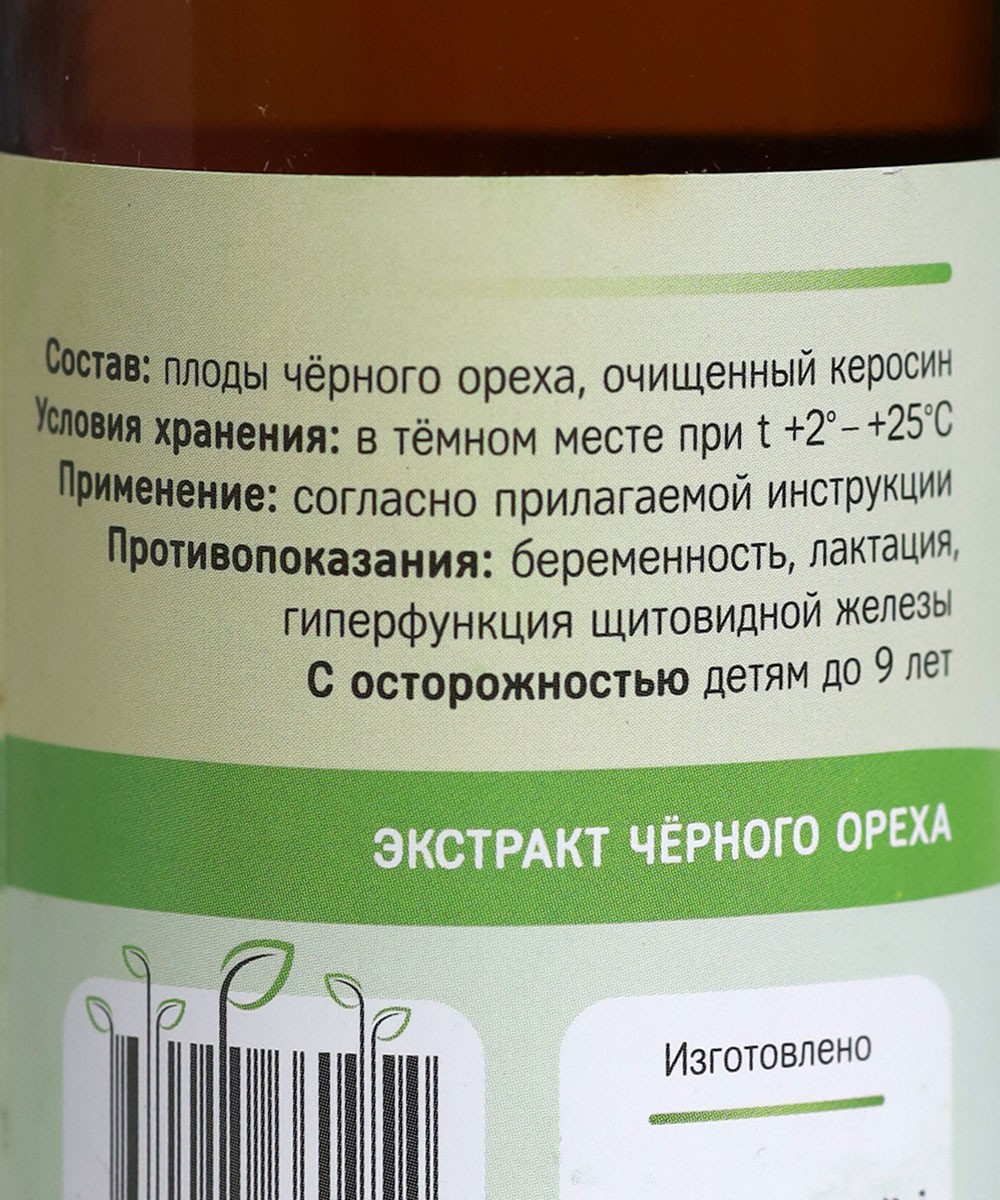 Состав: плоды чёрного ореха, очищенный керосин
Условия хранения: в тёмном месте при t +2°–+25°C
Применение: согласно прилагаемой инструкции
Противопоказания: беременность, лактация,
гиперфункция щитовидной железы
С осторожностью детям до 9 лет
ЭКСТРАКТ ЧЁРНОГО ОРЕХА
Изготовлено